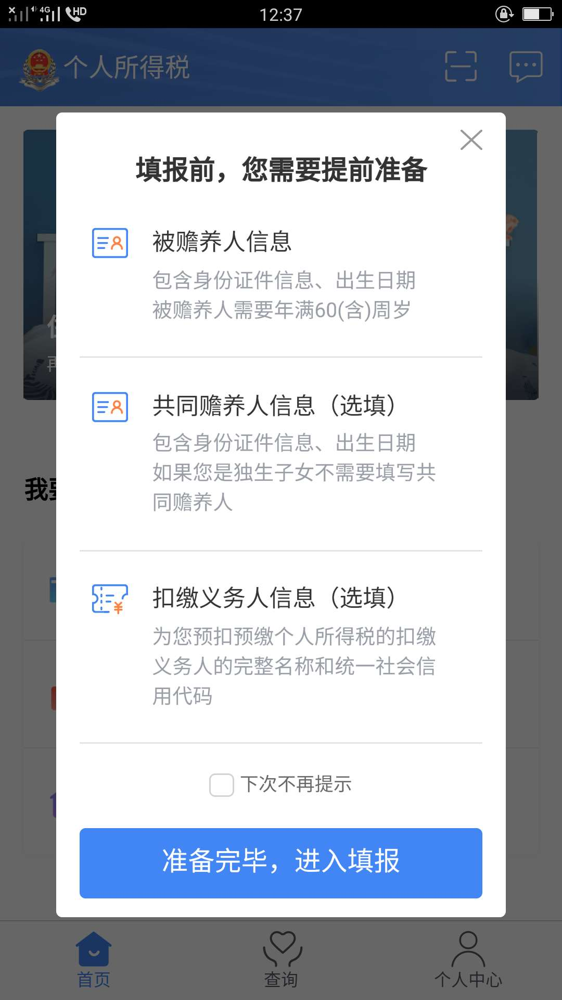 4G HD 12:37
个人所得税
填报前，您需要提前准备
被赡养人信息
包含身份证件信息、出生日期
被赡养人需要年满60(含)周岁
共同赡养人信息（选填）
包含身份证件信息、出生日期
如果您是独生子女不需要填写共
同赡养人
我要
扣缴义务人信息（选填）
为您预扣预缴个人所得税的扣缴
义务人的完整名称和统一社会信
用代码
下次不再提示
准备完毕，进入填报
首页
查询
个人中心